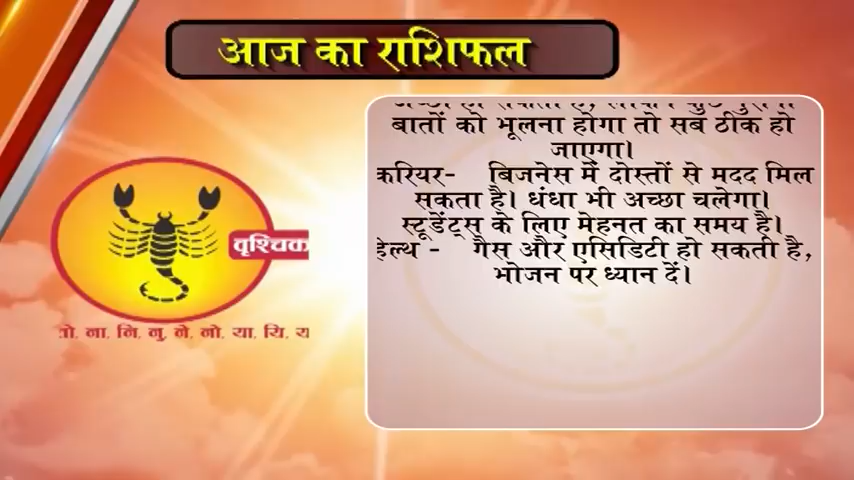 आज का राशिफल
बातों को भूलना होगा तो सब ठीक हो
जाएगा।
करियर- बिजनेस में दोस्तों से मदद मिल
सकता है। धंधा भी अच्छा चलेगा।
स्टूडेंट्स के लिए मेहनत का समय है।
हेल्थ - गैस और एसिडिटी हो सकती है,
भोजन पर ध्यान दें।
वृश्चिक
ना, नि, नु, ने, नो, या, यि,